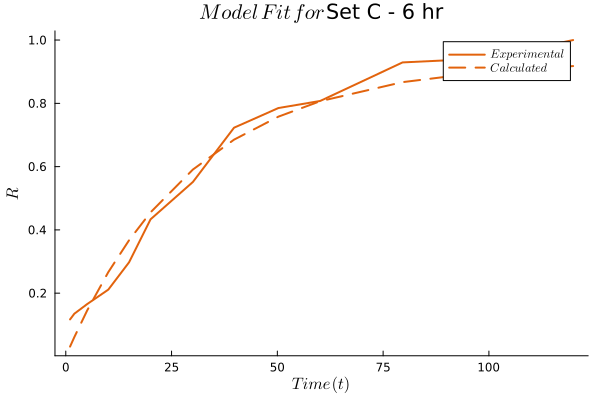 Model Fit for Set C - 6 hr
1.0
Experimental
Calculated
0.8
0.6
R
0.4
0.2
0 25 50 75 100
Time (t)